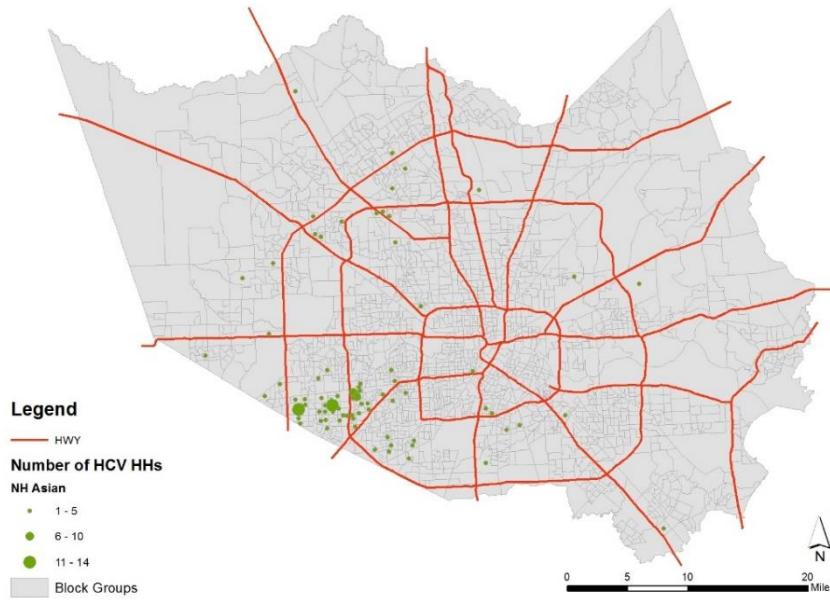 Legend
HWY
Number of HCV HHs
NH Asian
1 - 5
6 - 10
11 - 14
Block Groups
N
0 5 10 20
Mile